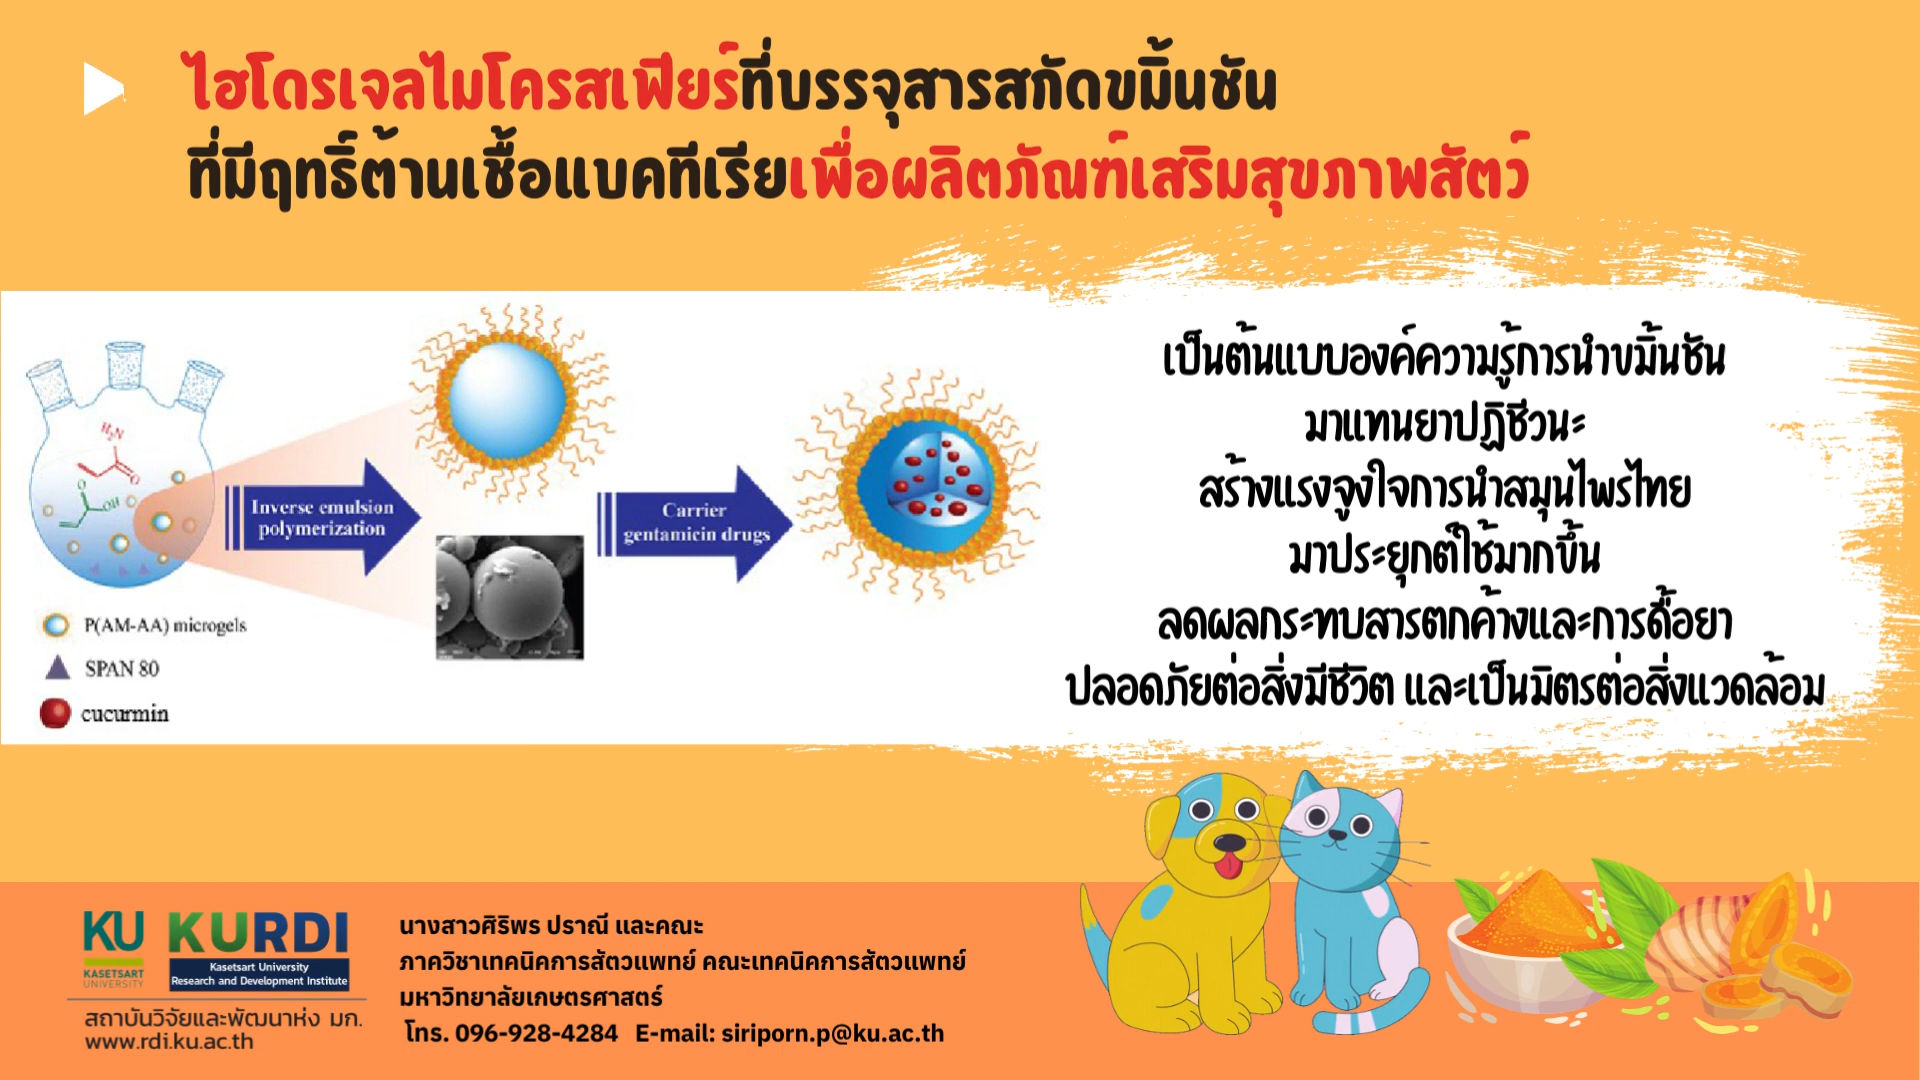 ไฮโดรเจลไมโครสเฟียร์ที่บรรจุสารสกัดขมิ้นชัน
ที่มีฤทธิ์ต้านเชื้อแบคทีเรียเพื่อผลิตภัณฑ์เสริมสุขภาพสัตว์
H₂N
O
O
OH
Inverse emulsion
polymerization
Carrier
gentamicin drugs
P(AM-AA) microgels
SPAN 80
cucurmin
เป็นต้นแบบองค์ความรู้การนำขมิ้นชัน
มาแทนยาปฏิชีวนะ
สร้างแรงจูงใจการนำสมุนไพรไทย
มาประยุกต์ใช้มากขึ้น
ลดผลกระทบสารตกค้างและการดื้อยา
ปลอดภัยต่อสิ่งมีชีวิต และเป็นมิตรต่อสิ่งแวดล้อม
KU
KASETSART
UNIVERSITY
KURDI
Kasetsart University
Research and Development Institute
สถาบันวิจัยและพัฒนาแห่ง มก.
www.rdi.ku.ac.th
นางสาวศิริพร ปราณี และคณะ
ภาควิชาเทคนิคการสัตวแพทย์ คณะเทคนิคการสัตวแพทย์
มหาวิทยาลัยเกษตรศาสตร์
โทร. 096-928-4284 E-mail: siriporn.p@ku.ac.th